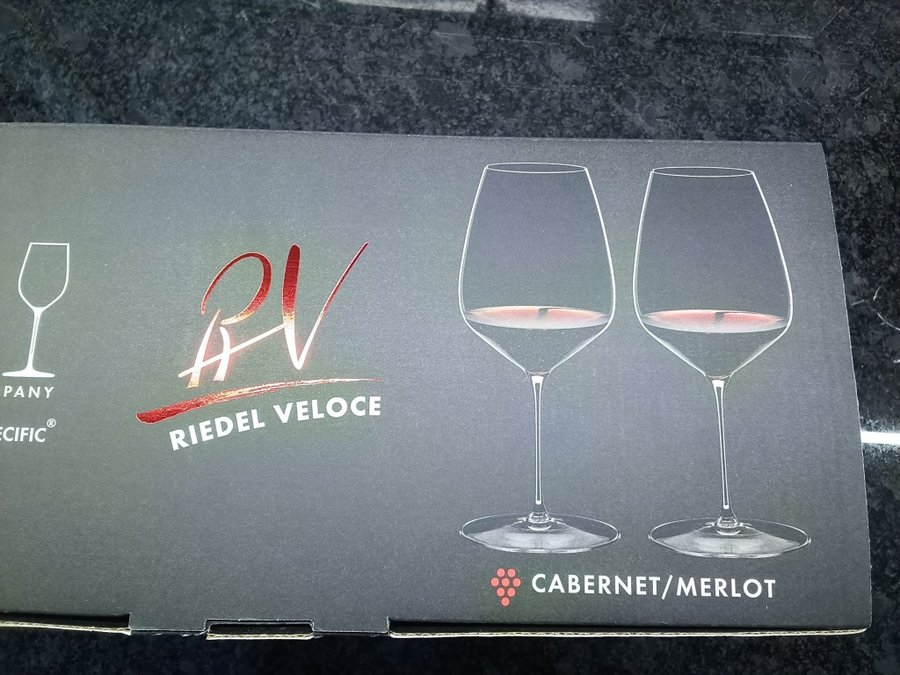 PANY
ECIFIC®
RV
RIEDEL VELOCE
CABERNET/MERLOT